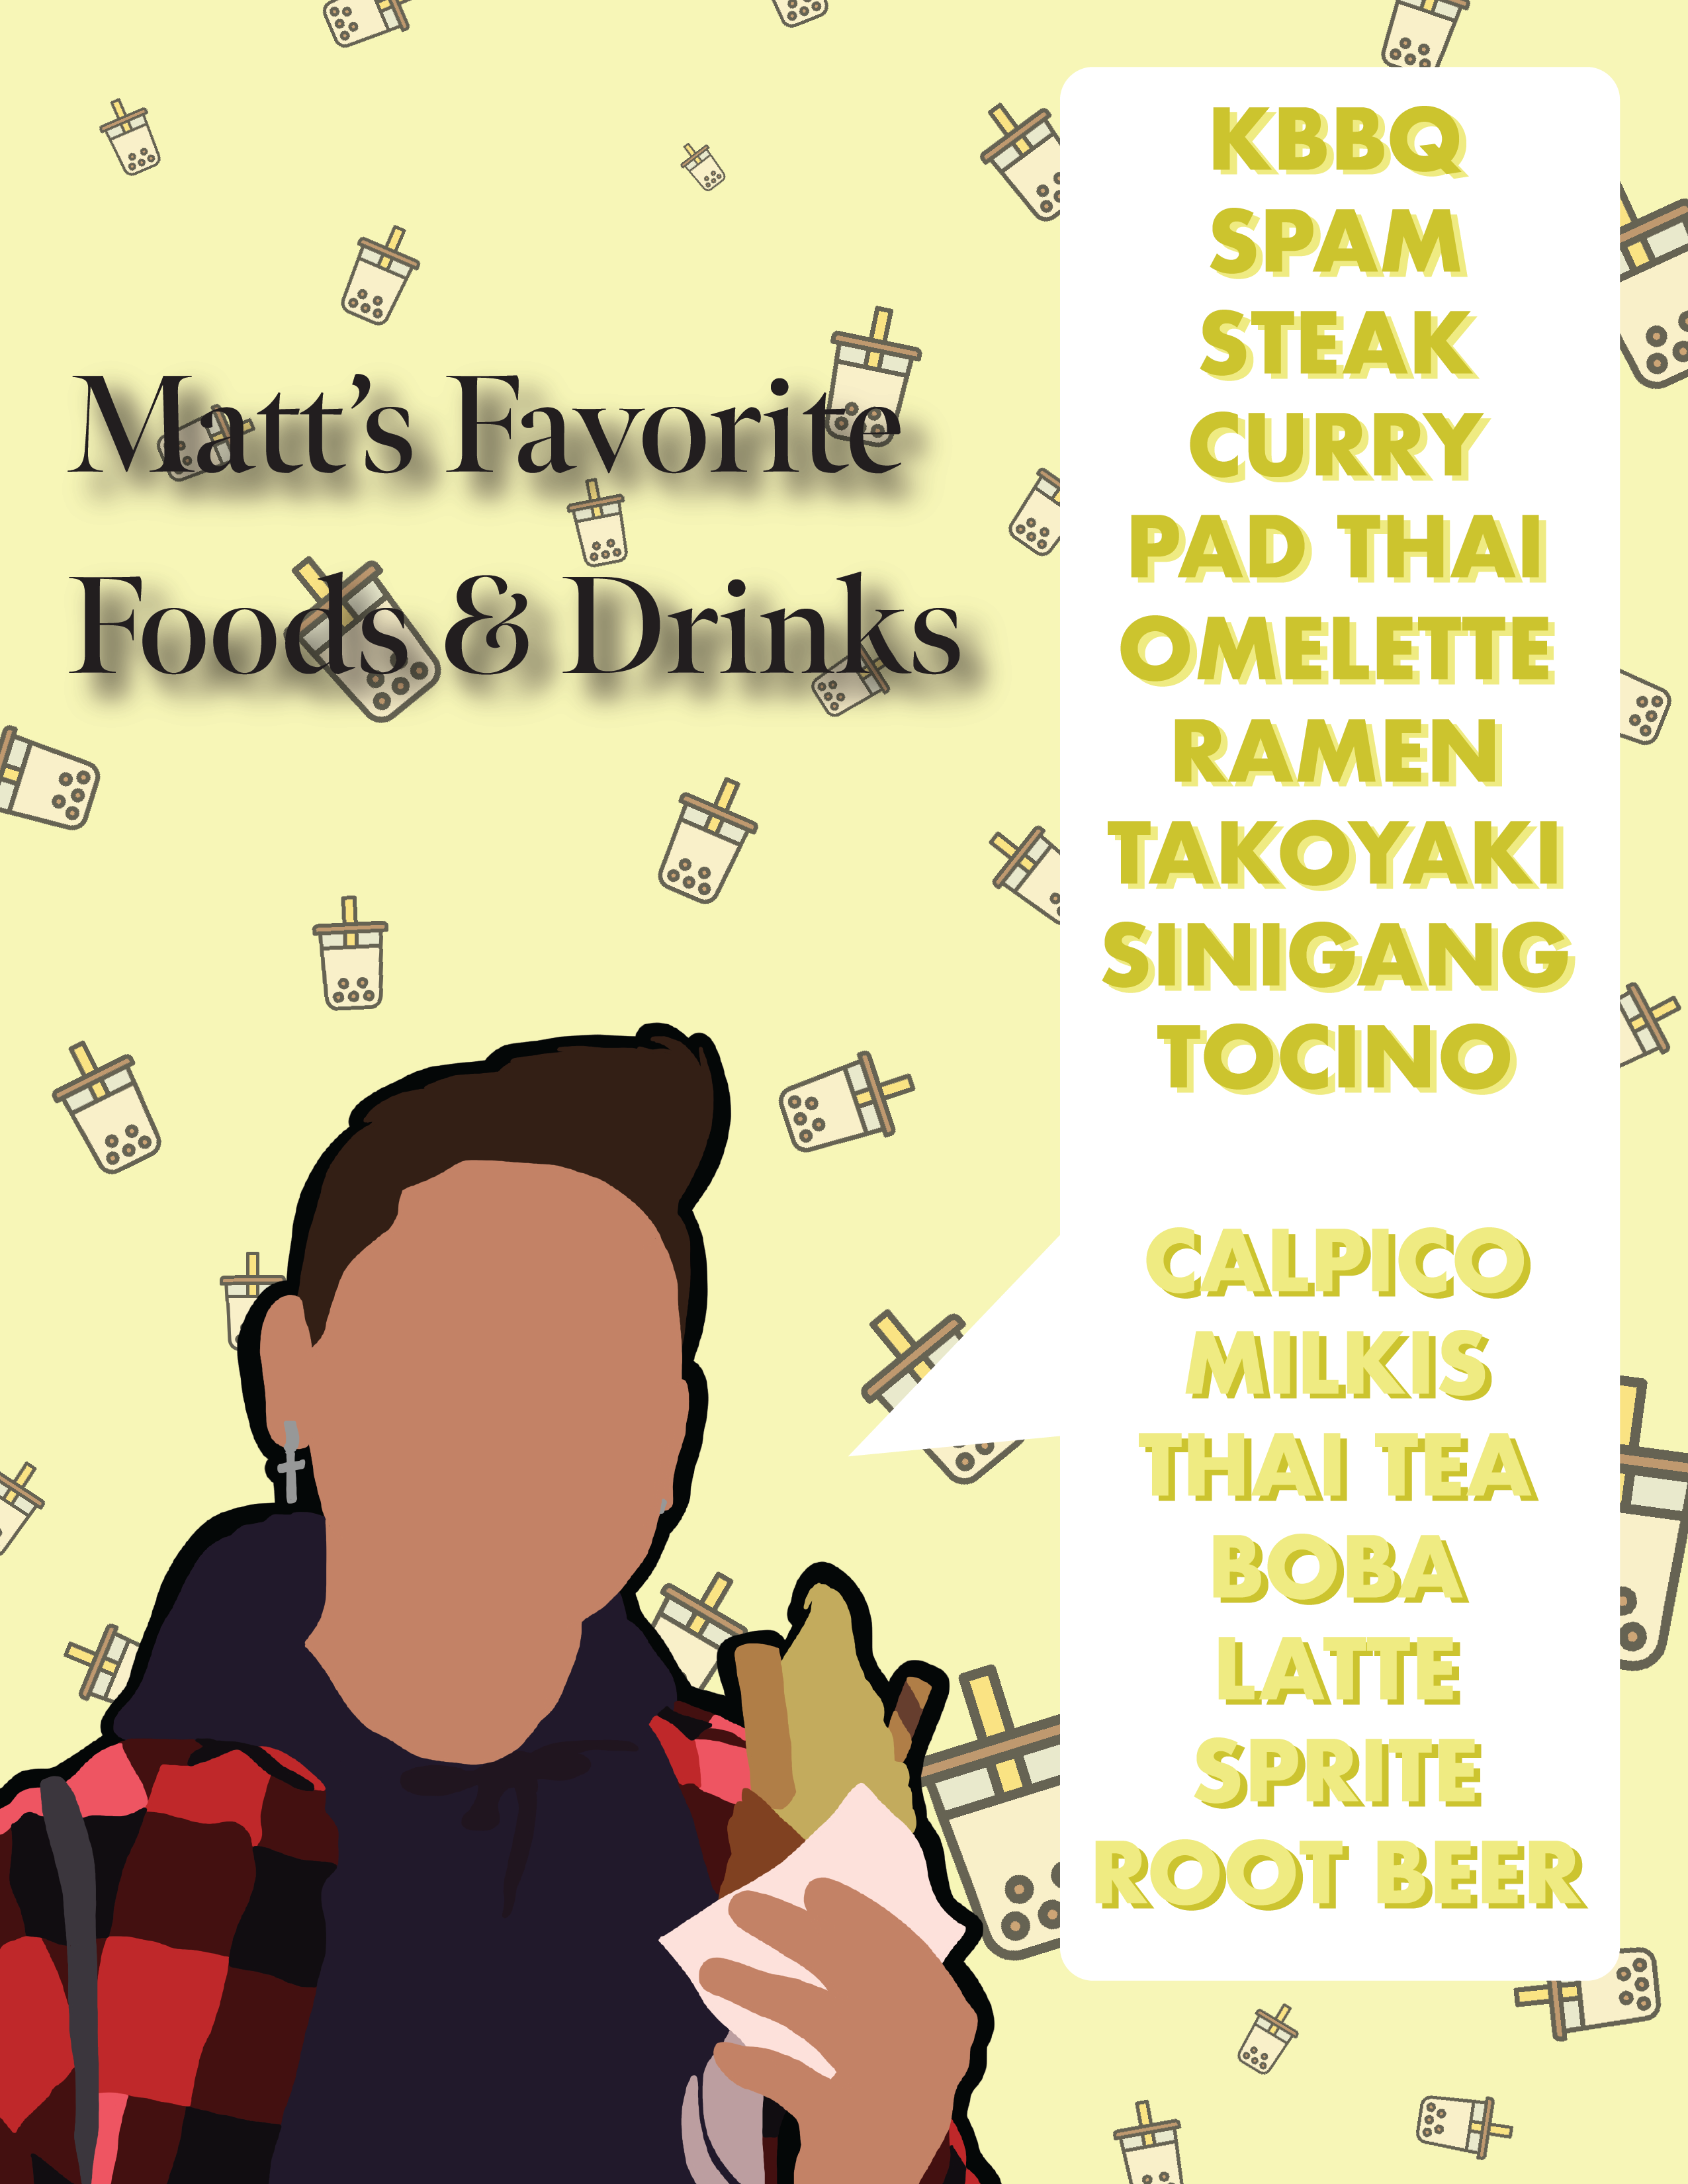 Matt's Favorite
Foods & Drinks
KBBQ
SPAM
STEAK
CURRY
PAD THAI
OMELETTE
RAMEN
TAKOYAKI
SINIGANG
TOCINO
CALPICO
MILKIS
THAI TEA
BOBA
LATTE
SPRITE
ROOT BEER